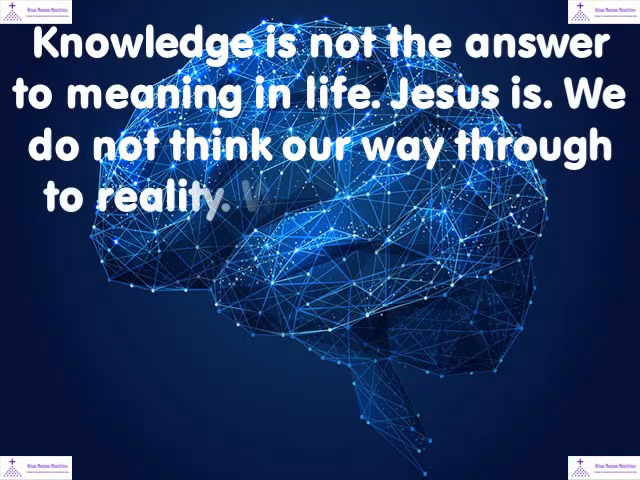 Knowledge is not the answer
to meaning in life. Jesus is. We
do not think our way through
to reality. W